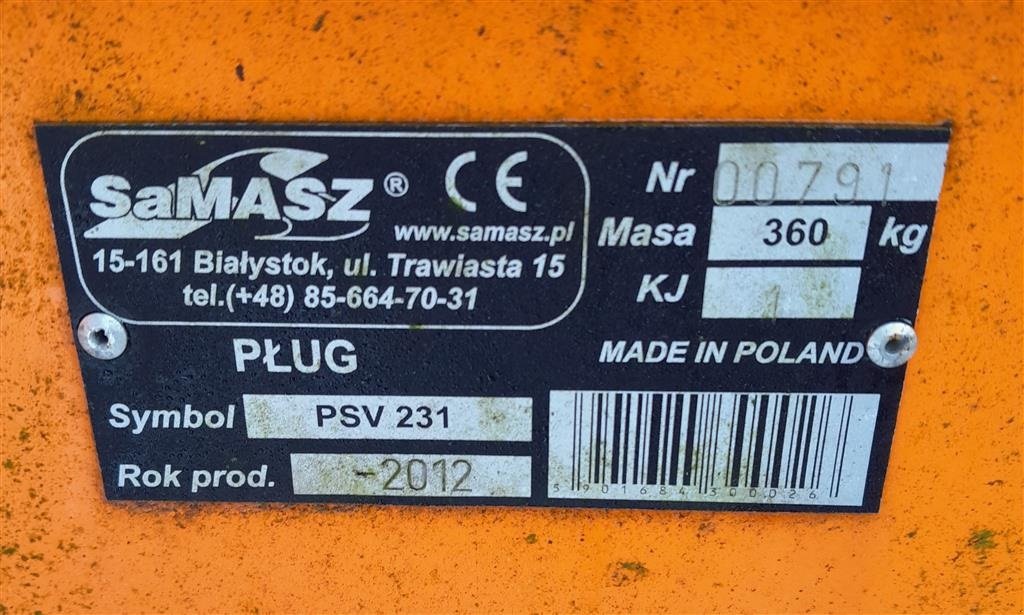 SaMASZ® CE
www.samasz.pl
15-161 Białystok, ul. Trawiasta 15
tel.(+48) 85-664-70-31
Nr 00791
Masa 360 kg
KJ 1
PŁUG
MADE IN POLAND
Symbol PSV 231
Rok prod. -2012
5901684300026